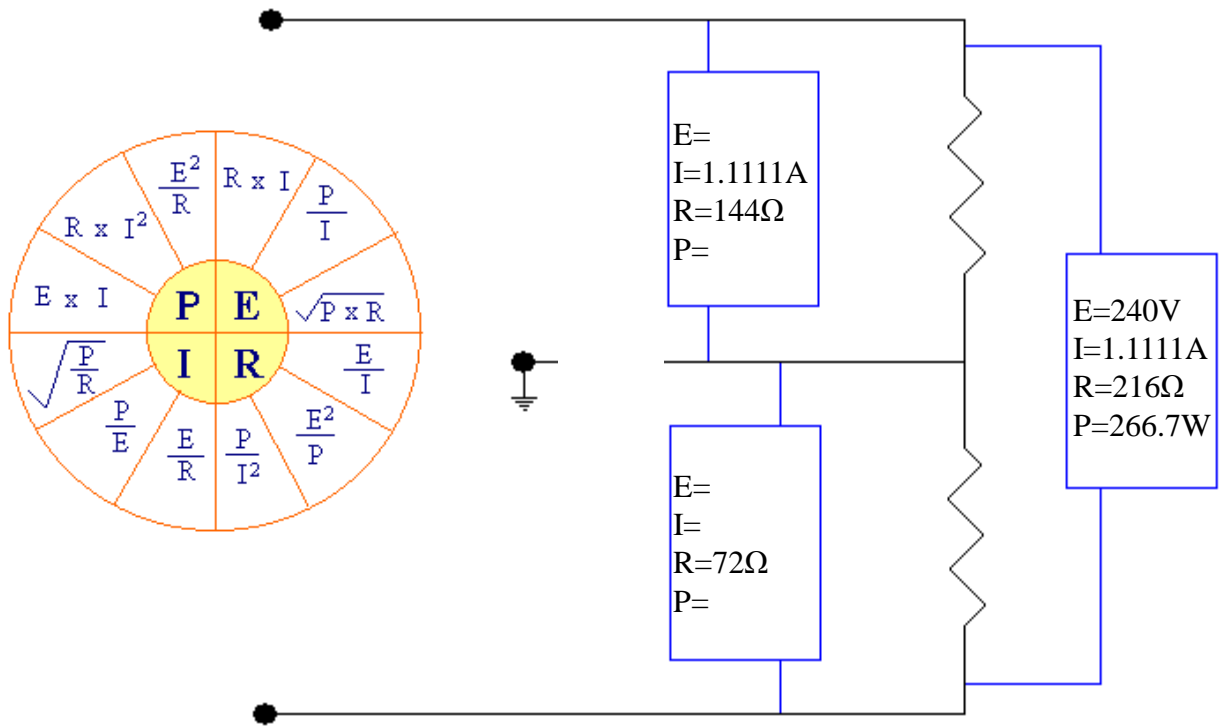 E²/R
R x I
P/I
R x I²
E x I
√P x R
P E
I R
√P/R
E/I
P/E
E/R
P/I²
E²/P
E=
I=1.1111A
R=144Ω
P=
E=
I=
R=72Ω
P=
E=240V
I=1.1111A
R=216Ω
P=266.7W